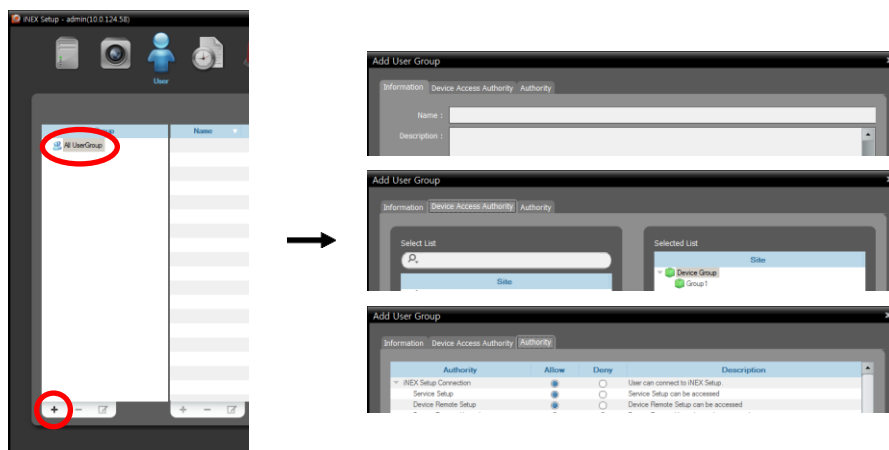 iNEX Setup - admin(10.0.124.58)
User
Group Name
All UserGroup
Add User Group
Information Device Access Authority Authority
Name :
Description :
Add User Group
Information Device Access Authority Authority
Select List
Selected List
Site
Site
Device Group
Group1
Add User Group
Information Device Access Authority Authority
Authority Allow Deny Description
iNEX Setup Connection User can connect to iNEX Setup.
Service Setup Service Setup can be accessed
Device Remote Setup Device Remote Setup can be accessed